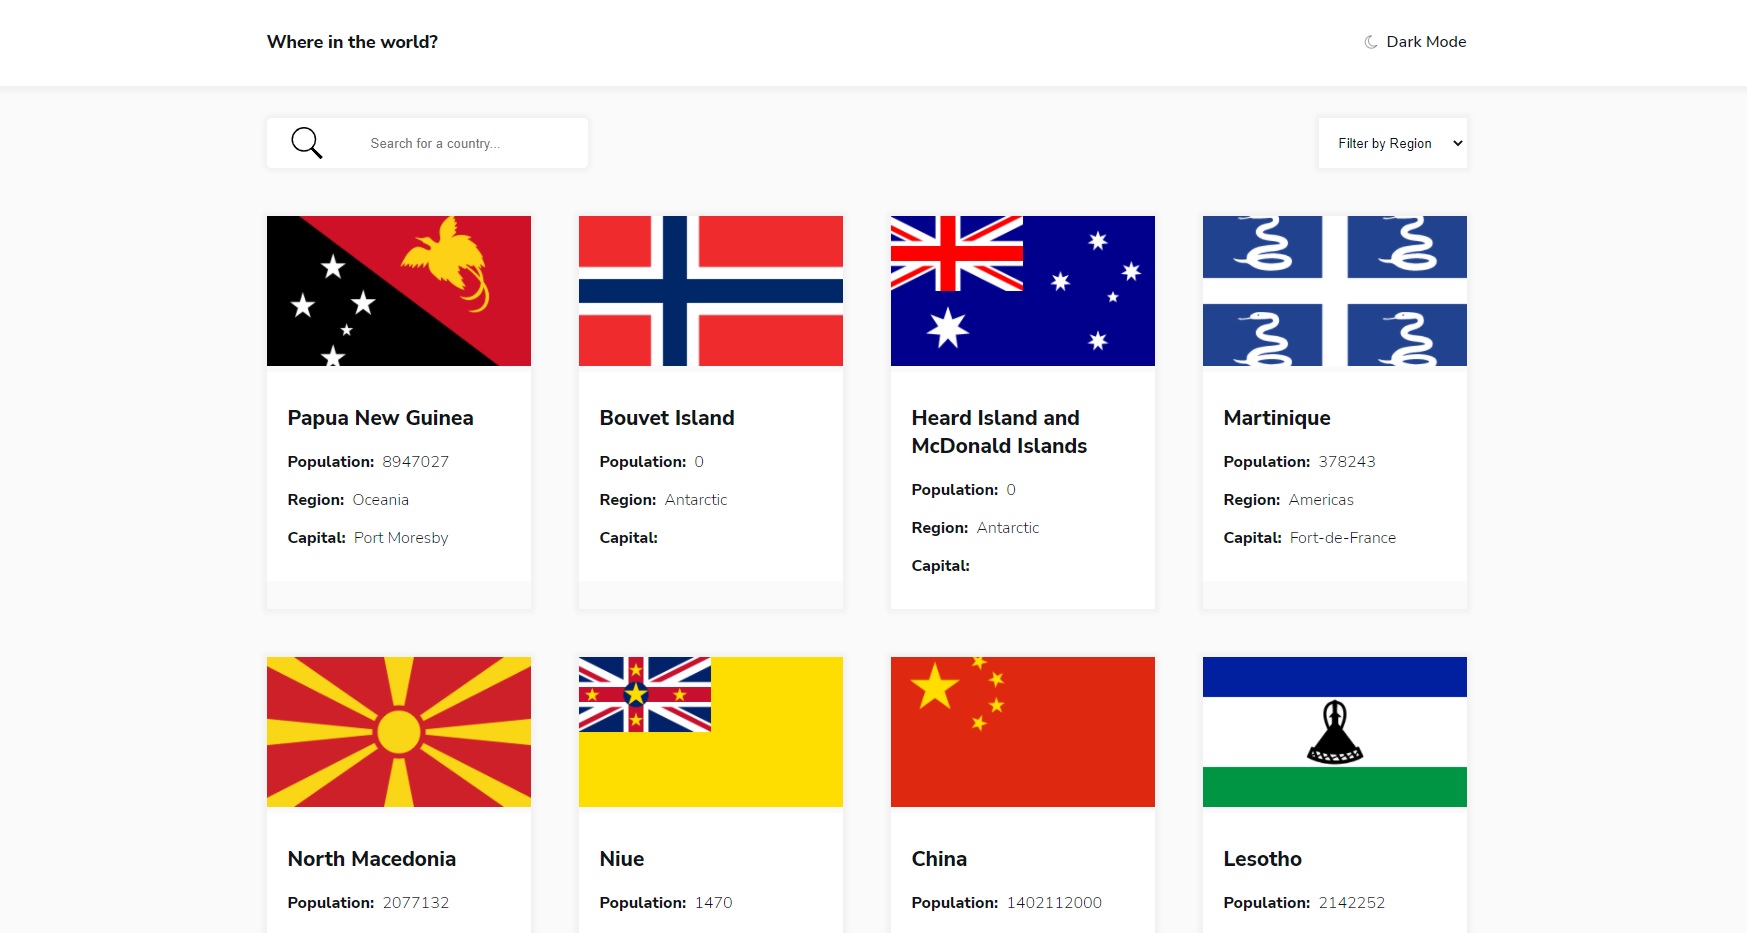 Where in the world?
Dark Mode
Search for a country...
Filter by Region
Papua New Guinea
Population: 8947027
Region: Oceania
Capital: Port Moresby
Bouvet Island
Population: 0
Region: Antarctic
Capital:
Heard Island and
McDonald Islands
Population: 0
Region: Antarctic
Capital:
Martinique
Population: 378243
Region: Americas
Capital: Fort-de-France
North Macedonia
Population: 2077132
Niue
Population: 1470
China
Population: 1402112000
Lesotho
Population: 2142252